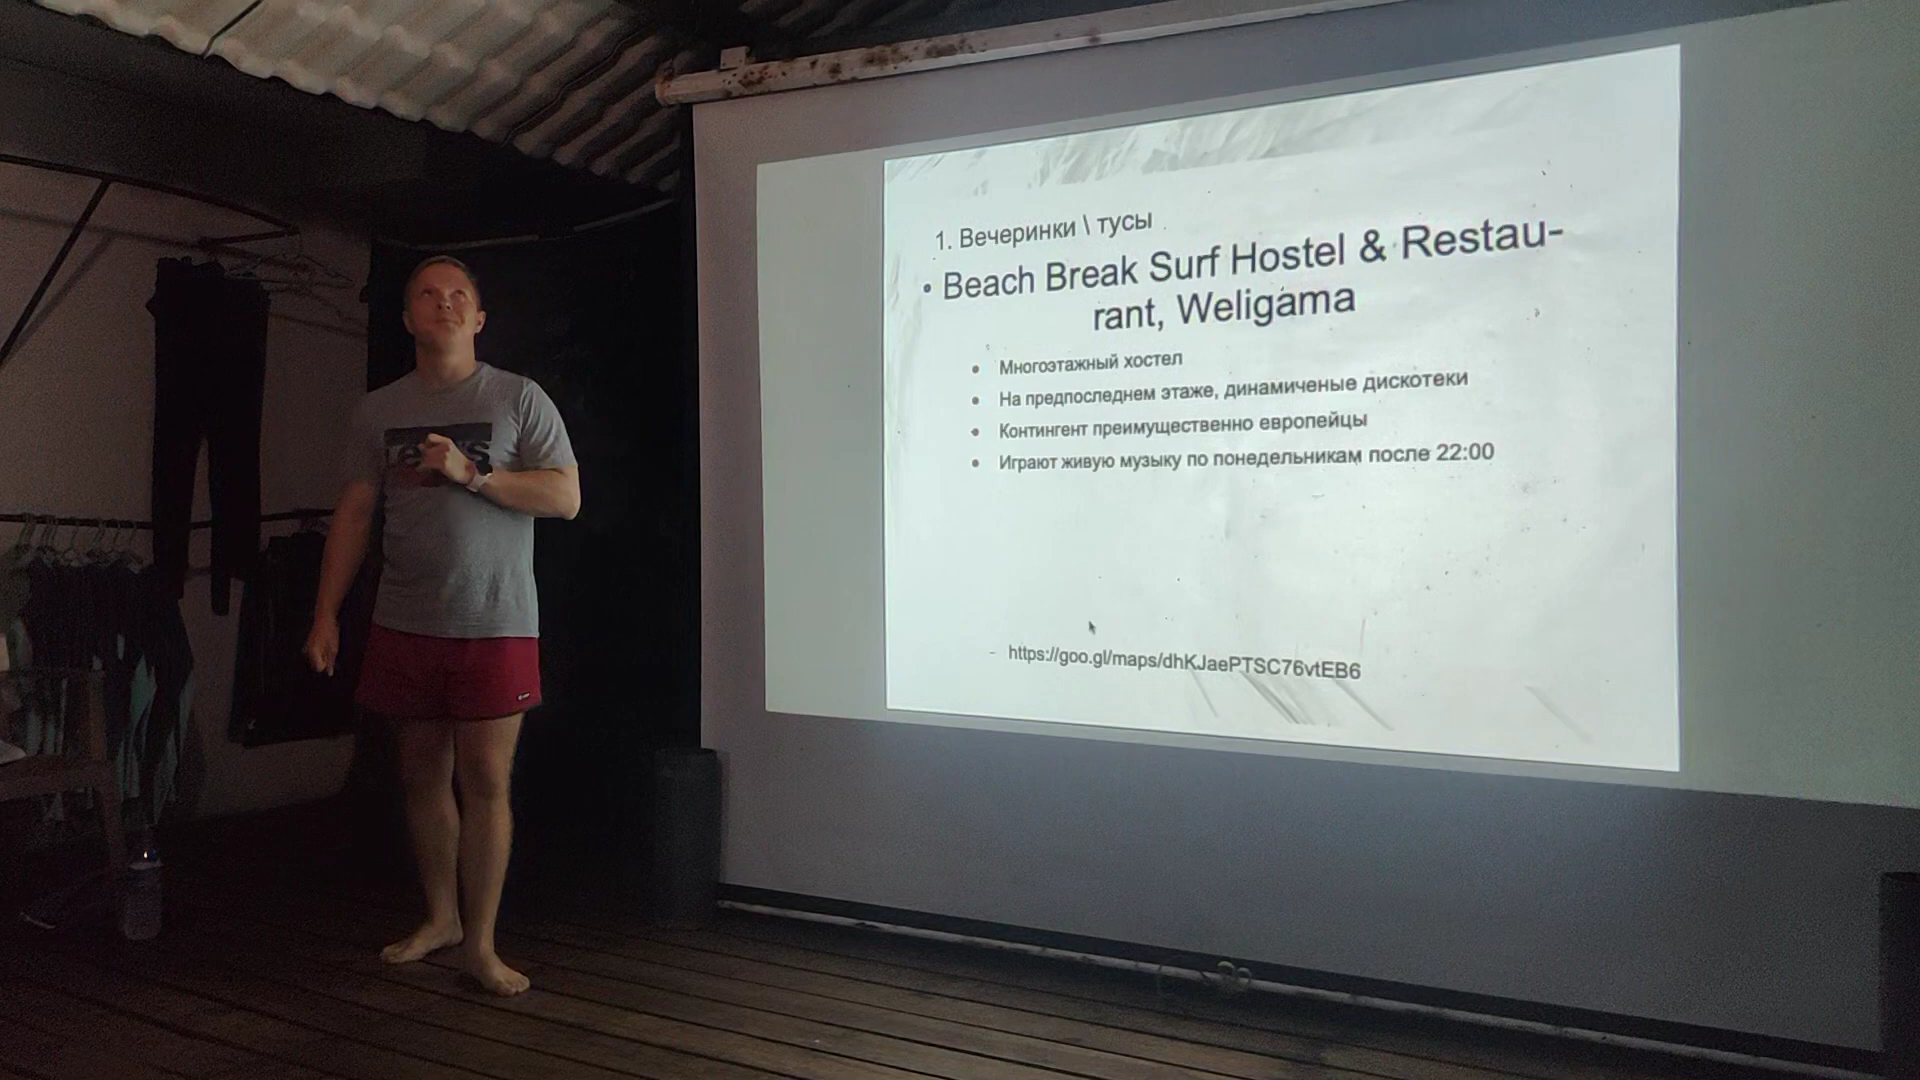 1. Вечеринки \ тусы
• Beach Break Surf Hostel & Restau-
rant, Weligama
• Многоэтажный хостел
• На предпоследнем этаже, динамиченые дискотеки
• Контингент преимущественно европейцы
• Играют живую музыку по понедельникам после 22:00
- https://goo.gl/maps/dhKJaePTSC76vtEB6